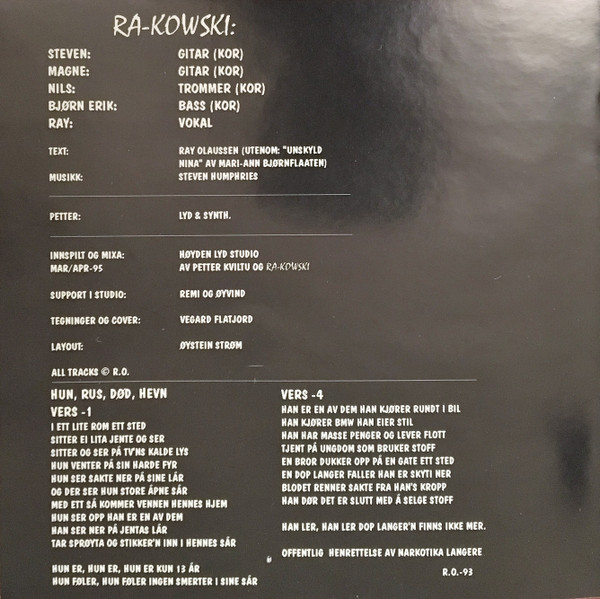 RA-KOWSKI:
STEVEN: GITAR (KOR)
MAGNE: GITAR (KOR)
NILS: TROMMER (KOR)
BJØRN ERIK: BASS (KOR)
RAY: VOKAL
TEXT: RAY OLAUSSEN (UTENOM: "UNSKYLD
NINA" AV MARI-ANN BJØRNFLAATEN)
MUSIKK: STEVEN HUMPHRIES
PETTER: LYD & SYNTH.
INNSPILT OG MIXA: HØYDEN LYD STUDIO
MAR/APR-95 AV PETTER KVILTU OG RA-KOWSKI
SUPPORT I STUDIO: REMI OG ØYVIND
TEGNINGER OG COVER: VEGARD FLATJORD
LAYOUT: ØYSTEIN STRØM
ALL TRACKS © R.O.
HUN, RUS, DØD, HEVN
VERS -1
I ETT LITE ROM ETT STED
SITTER EI LITA JENTE OG SER
SITTER OG SER PÅ TV'NS KALDE LYS
HUN VENTER PÅ SIN HARDE FYR
HUN SER SAKTE NER PÅ SINE LÅR
OG DER SER HUN STORE ÅPNE SÅR
MED ETT SÅ KOMMER VENNEN HENNES HJEM
HUN SER OPP HAN ER EN AV DEM
HAN SER NER PÅ JENTAS LÅR
TAR SPRØYTA OG STIKKER'N INN I HENNES SÅR
HUN ER, HUN ER, HUN ER KUN 13 ÅR
HUN FØLER, HUN FØLER INGEN SMERTER I SINE SÅR
VERS -4
HAN ER EN AV DEM HAN KJØRER RUNDT I BIL
HAN KJØRER BMW HAN EIER STIL
HAN HAR MASSE PENGER OG LEVER FLOTT
TJENT PÅ UNGDOM SOM BRUKER STOFF
EN BROR DUKKER OPP PÅ EN GATE ETT STED
EN DOP LANGER FALLER HAN ER SKYTI NER
BLODET RENNER SAKTE FRA HAN'S KROPP
HAN DØR DET ER SLUTT MED Å SELGE STOFF
HAN LER, HAN LER DOP LANGER'N FINNS IKKE MER.
OFFENTLIG HENRETTELSE AV NARKOTIKA LANGERE
R.O.-93